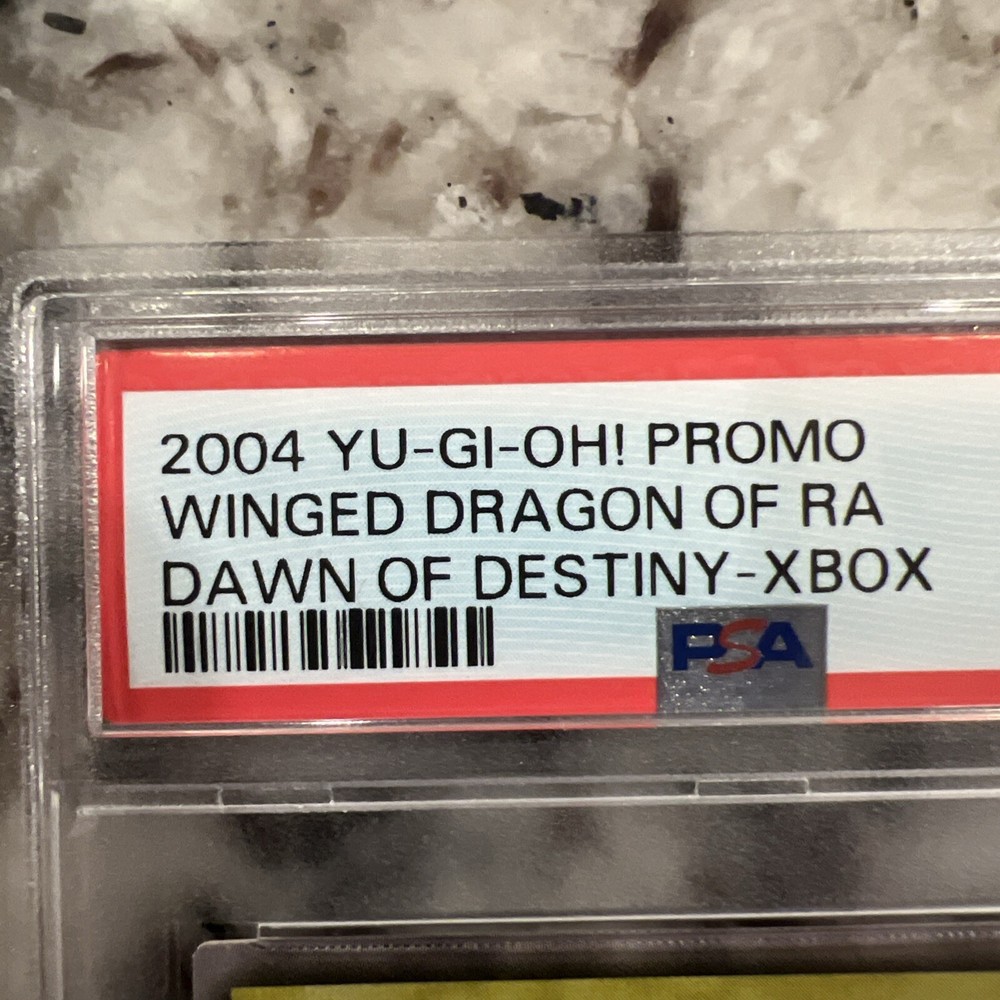 2004 YU-GI-OH! PROMO
WINGED DRAGON OF RA
DAWN OF DESTINY-XBOX
PSA